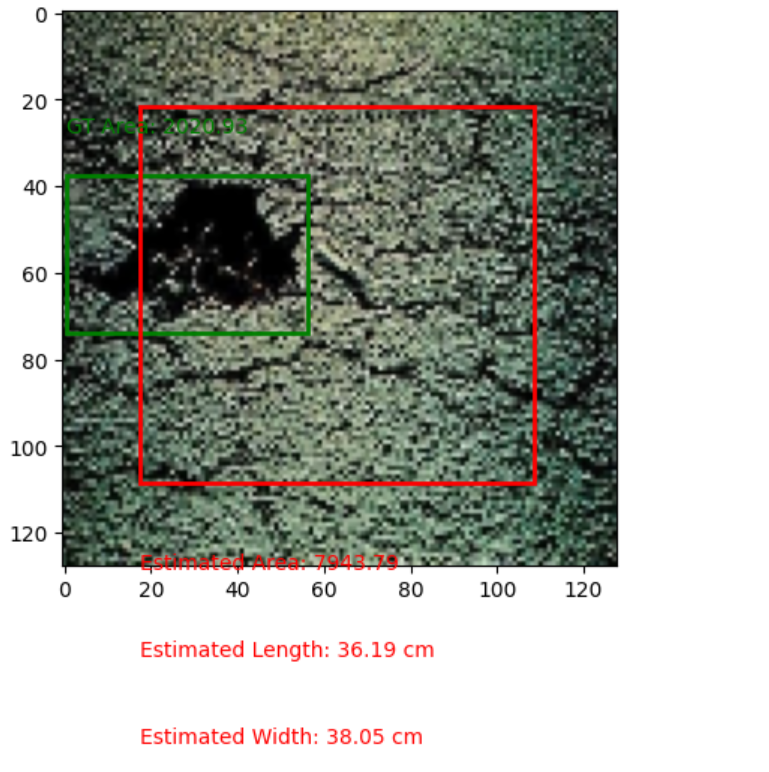 0
20
GT Area: 2020.93
40
60
80
100
120
Estimated Area: 7943.79
0 20 40 60 80 100 120
Estimated Length: 36.19 cm
Estimated Width: 38.05 cm